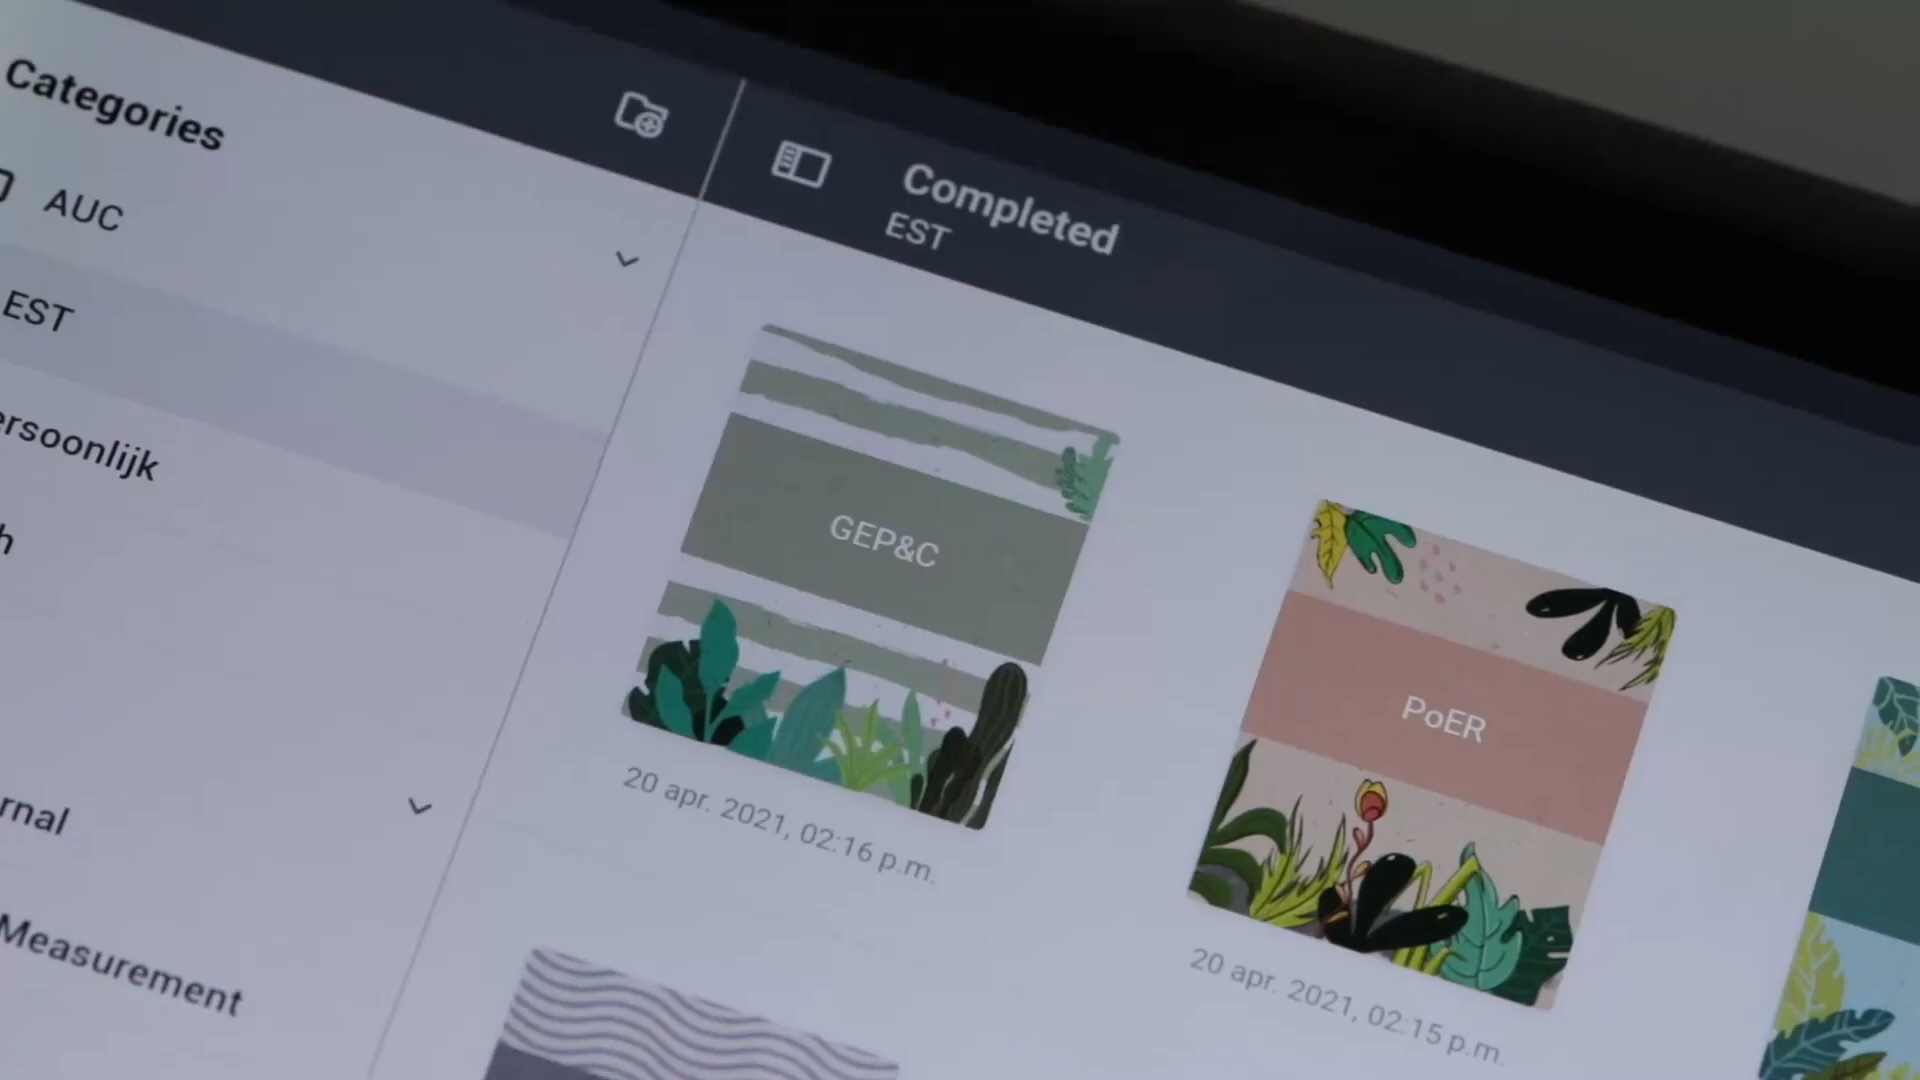 Categories
AUC
EST
ersoonlijk
h
rnal
Measurement
Completed
EST
GEP&C
20 apr. 2021, 02:16 p.m.
PoER
20 apr. 2021, 02:15 p.m.